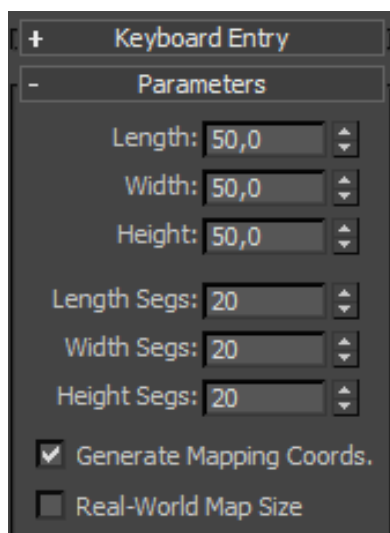 + Keyboard Entry
- Parameters
Length: 50,0
Width: 50,0
Height: 50,0
Length Segs: 20
Width Segs: 20
Height Segs: 20
Generate Mapping Coords.
Real-World Map Size